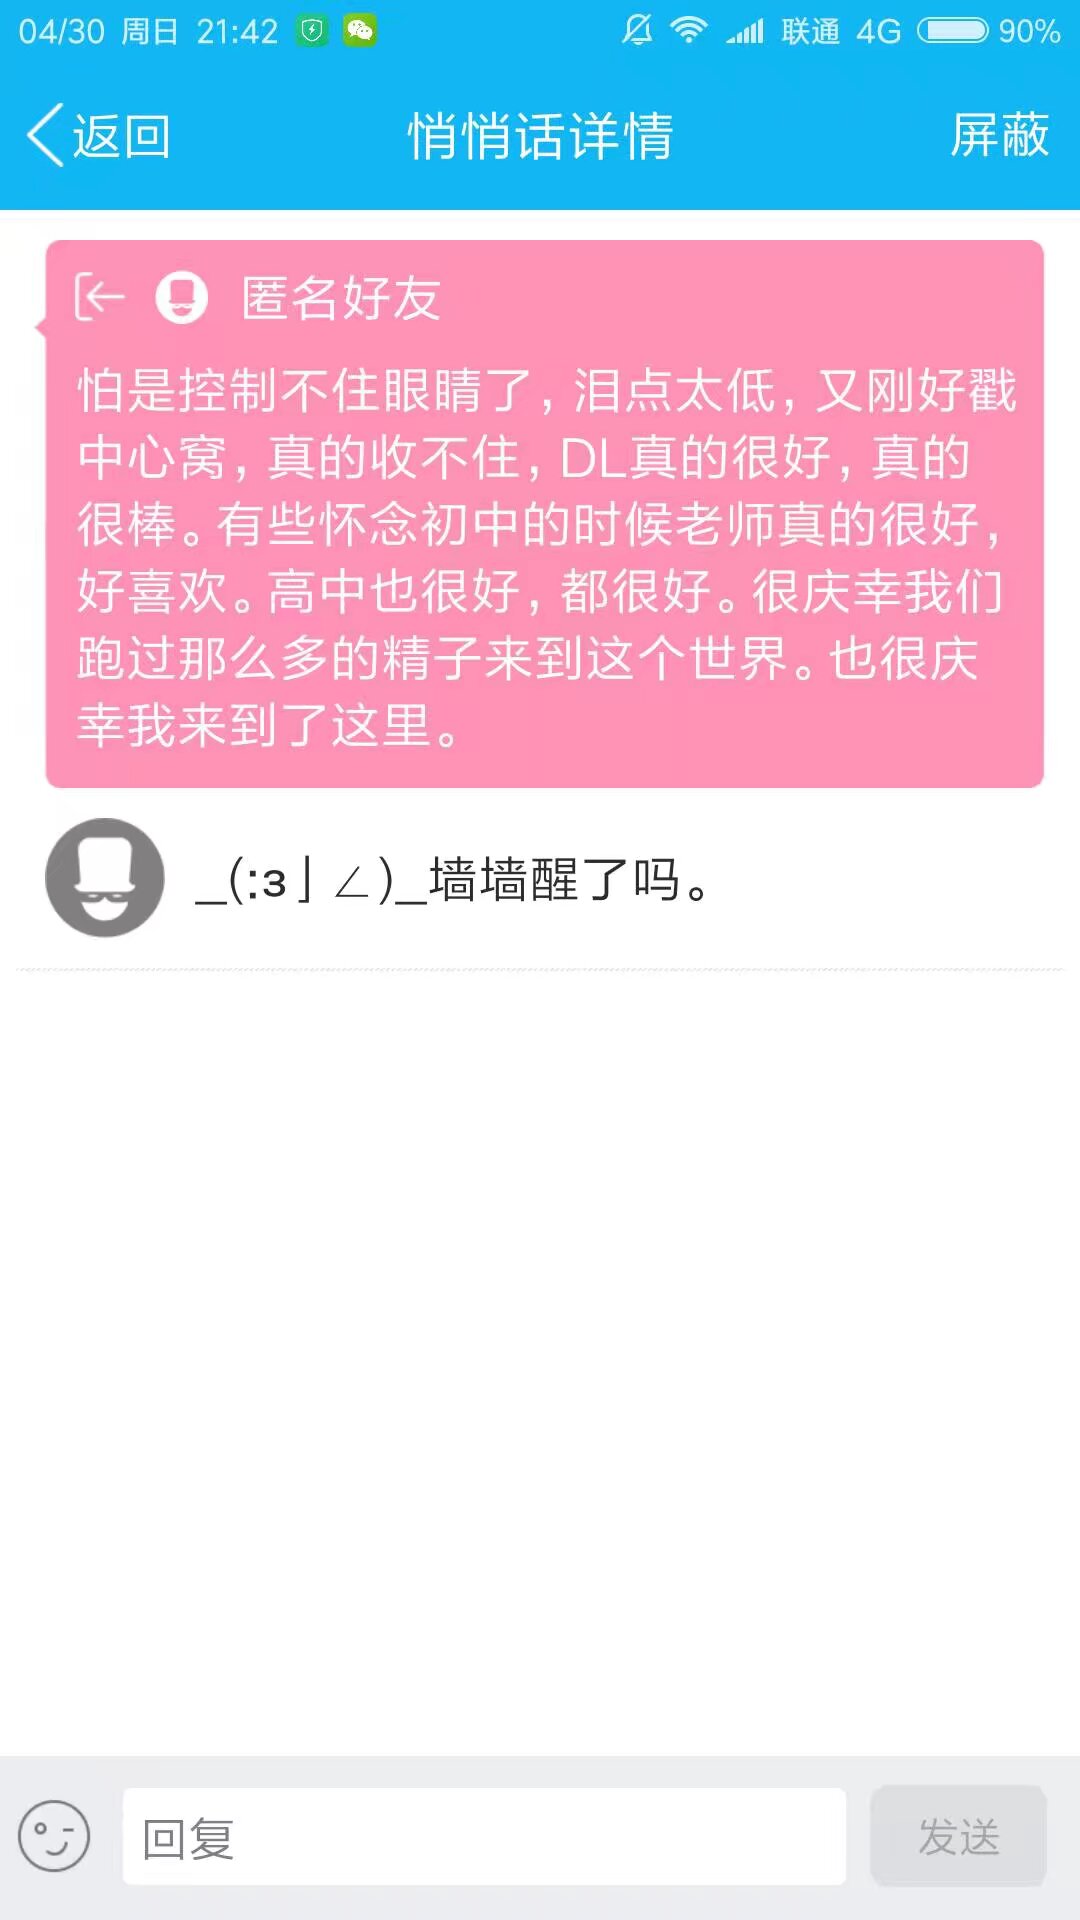 04/30 周日 21:42 联通 4G 90%
返回 悄悄话详情 屏蔽
匿名好友
怕是控制不住眼睛了，泪点太低，又刚好戳
中心窝，真的收不住，DL真的很好，真的
很棒。有些怀念初中的时候老师真的很好，
好喜欢。高中也很好，都很好。很庆幸我们
跑过那么多的精子来到这个世界。也很庆
幸我来到了这里。
_(:з｣∠)_墙墙醒了吗。
回复 发送